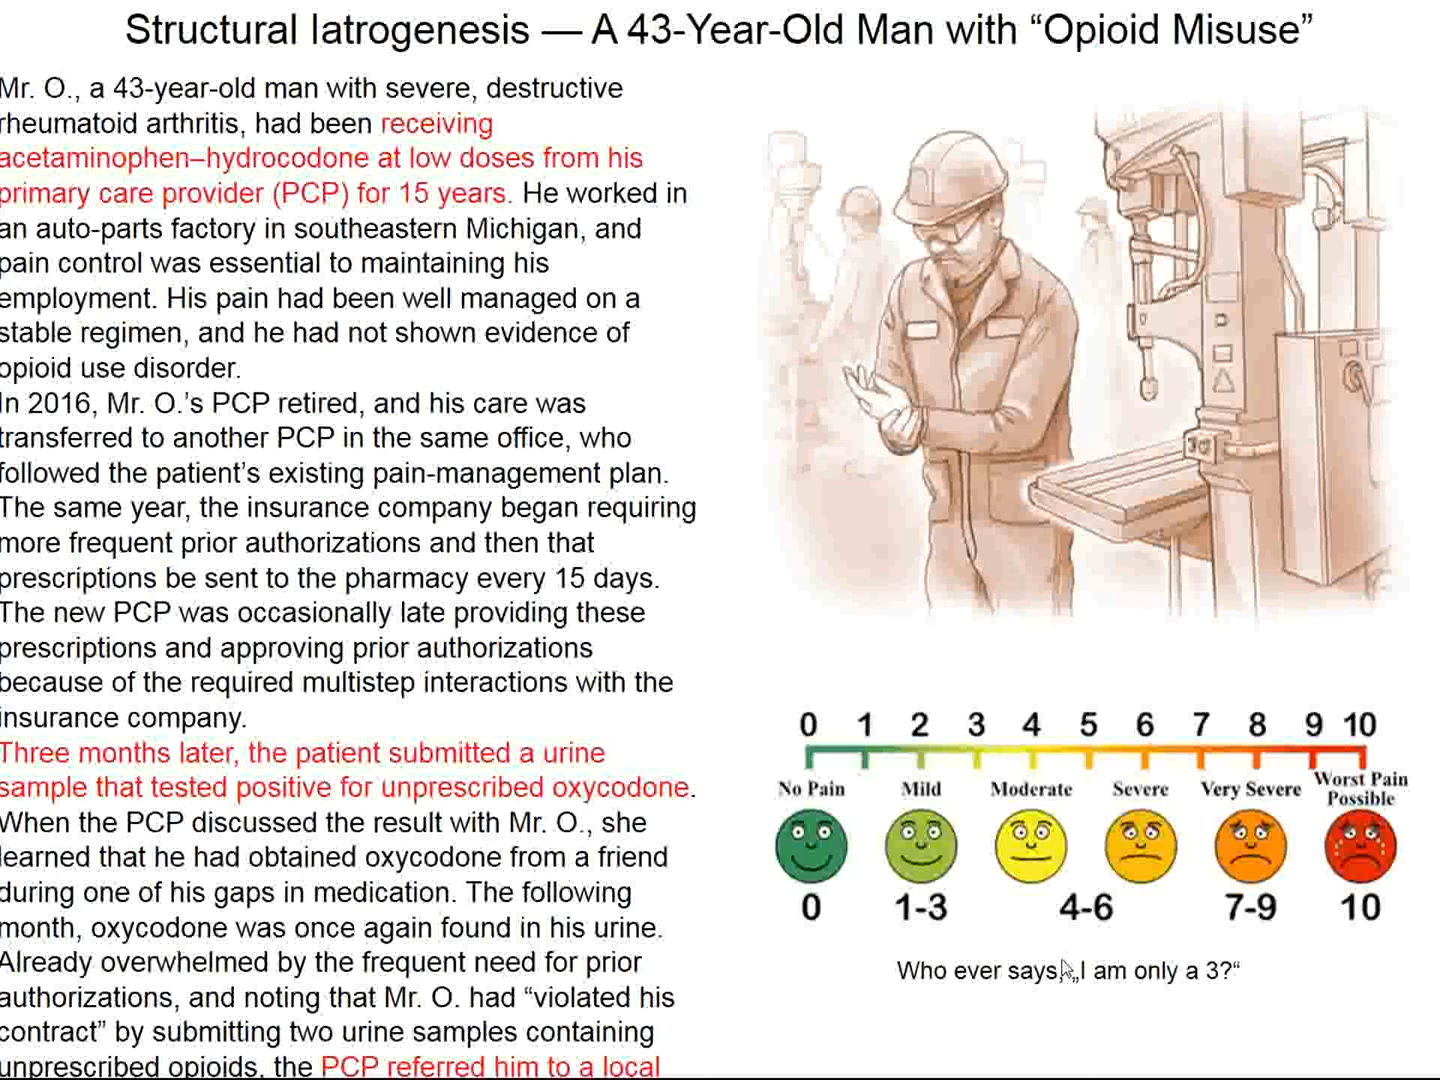 Structural Iatrogenesis — A 43-Year-Old Man with “Opioid Misuse”
Mr. O., a 43-year-old man with severe, destructive
rheumatoid arthritis, had been receiving
acetaminophen–hydrocodone at low doses from his
primary care provider (PCP) for 15 years. He worked in
an auto-parts factory in southeastern Michigan, and
pain control was essential to maintaining his
employment. His pain had been well managed on a
stable regimen, and he had not shown evidence of
opioid use disorder.
In 2016, Mr. O.’s PCP retired, and his care was
transferred to another PCP in the same office, who
followed the patient’s existing pain-management plan.
The same year, the insurance company began requiring
more frequent prior authorizations and then that
prescriptions be sent to the pharmacy every 15 days.
The new PCP was occasionally late providing these
prescriptions and approving prior authorizations
because of the required multistep interactions with the
insurance company.
Three months later, the patient submitted a urine
sample that tested positive for unprescribed oxycodone.
When the PCP discussed the result with Mr. O., she
learned that he had obtained oxycodone from a friend
during one of his gaps in medication. The following
month, oxycodone was once again found in his urine.
Already overwhelmed by the frequent need for prior
authorizations, and noting that Mr. O. had “violated his
contract” by submitting two urine samples containing
unprescribed opioids, the PCP referred him to a local
0 1 2 3 4 5 6 7 8 9 10
No Pain Mild Moderate Severe Very Severe Worst Pain
Possible
0 1-3 4-6 7-9 10
Who ever says, „I am only a 3?“